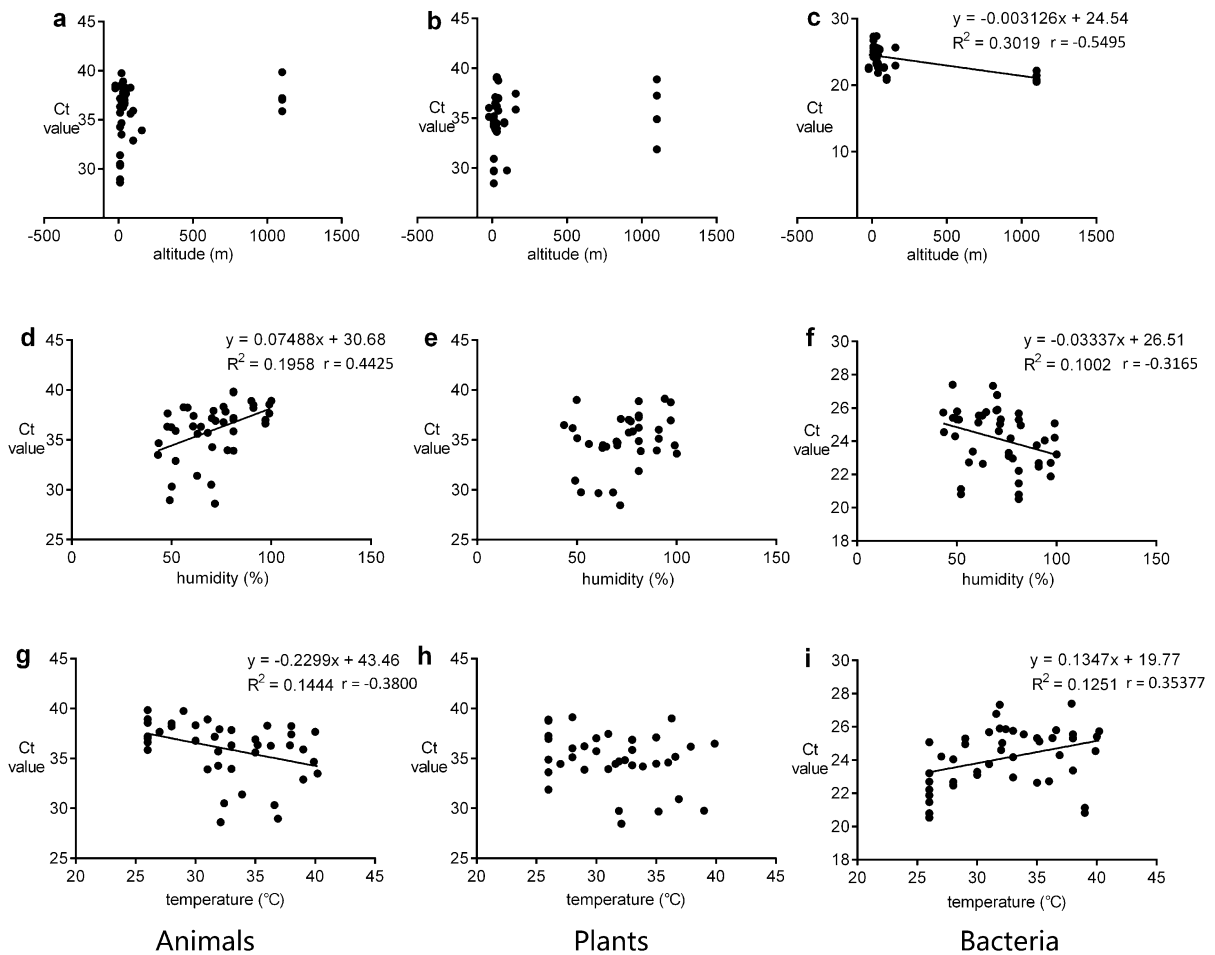 a
45
40
35
30
Ct
value
-500 0 500 1000 1500
altitude (m)
b
45
40
35
30
Ct
value
-500 0 500 1000 1500
altitude (m)
c
y = -0.003126x + 24.54
R² = 0.3019 r = -0.5495
30
20
10
Ct
value
-500 0 500 1000 1500
altitude (m)
d
y = 0.07488x + 30.68
R² = 0.1958 r = 0.4425
45
40
35
30
25
Ct
value
0 50 100 150
humidity (%)
e
45
40
35
30
25
Ct
value
0 50 100 150
humidity (%)
f
y = -0.03337x + 26.51
R² = 0.1002 r = -0.3165
30
28
26
24
22
20
18
Ct
value
0 50 100 150
humidity (%)
g
y = -0.2299x + 43.46
R² = 0.1444 r = -0.3800
45
40
35
30
25
Ct
value
20 25 30 35 40 45
temperature (℃)
h
45
40
35
30
25
Ct
value
20 25 30 35 40 45
temperature (℃)
i
y = 0.1347x + 19.77
R² = 0.1251 r = 0.35377
30
28
26
24
22
20
18
Ct
value
20 25 30 35 40 45
temperature (℃)
Animals
Plants
Bacteria